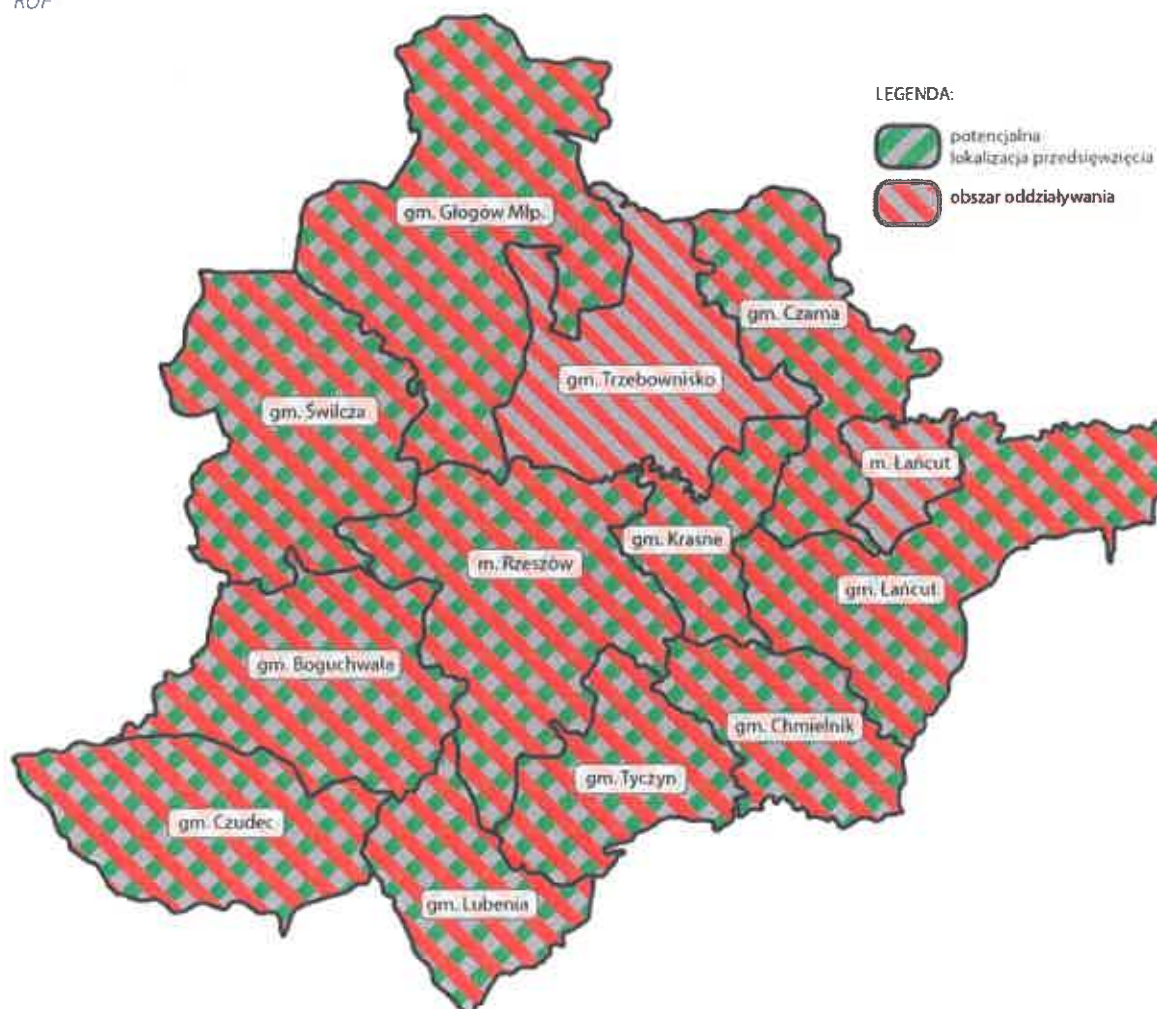 ROF
LEGENDA:
potencjalna
lokalizacja przedsięwzięcia
obszar oddziaływania
gm. Głogów Młp.
gm. Czarna
gm. Trzebownisko
gm. Świlcza
m. Łańcut
gm. Krasne
m. Rzeszów
gm. Łańcut
gm. Boguchwała
gm. Chmielnik
gm. Tyczyn
gm. Czudec
gm. Lubenia